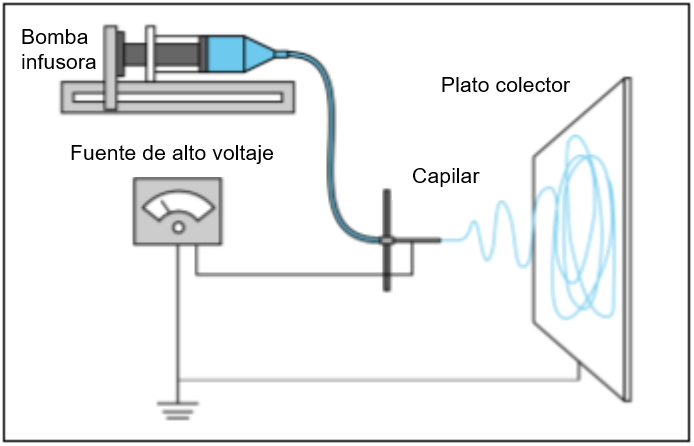 Bomba
infusora
Plato colector
Fuente de alto voltaje
Capilar